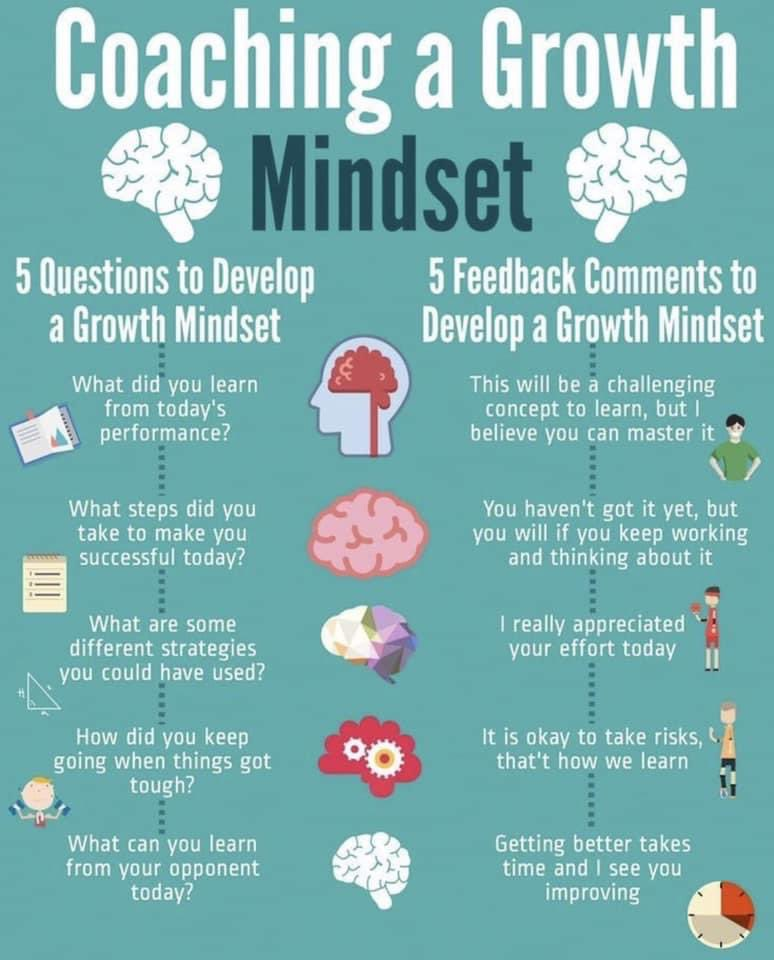 Coaching a Growth
Mindset
5 Questions to Develop
a Growth Mindset
What did you learn
from today's
performance?
What steps did you
take to make you
successful today?
What are some
different strategies
you could have used?
How did you keep
going when things got
tough?
What can you learn
from your opponent
today?
5 Feedback Comments to
Develop a Growth Mindset
This will be a challenging
concept to learn, but I
believe you can master it
You haven't got it yet, but
you will if you keep working
and thinking about it
I really appreciated
your effort today
It is okay to take risks,
that't how we learn
Getting better takes
time and I see you
improving